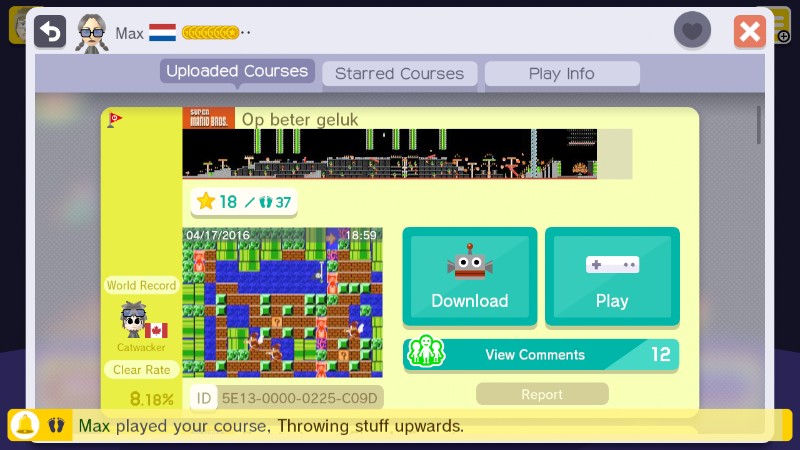 Max
Uploaded Courses
Starred Courses
Play Info
SUPER
MARIO BROS.
Op beter geluk
18 / 37
04/17/2016
18:59
World Record
Catwacker
Clear Rate
8.18%
Download
Play
View Comments
12
ID
5E13-0000-0225-C09D
Report
Max played your course, Throwing stuff upwards.